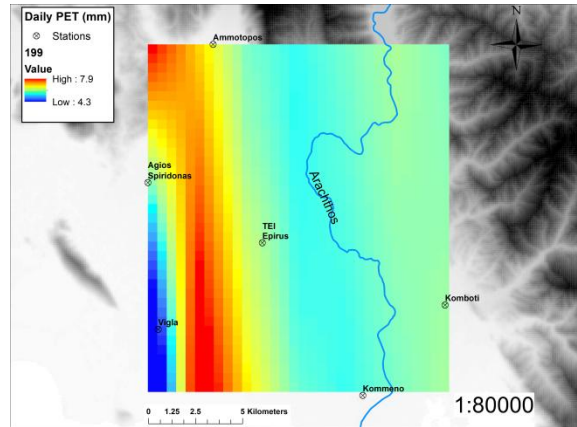 Daily PET (mm)
Stations
199
Value
High : 7.9
Low : 4.3
Ammotopos
N
Agios
Spiridonas
Arachthos
TEI
Epirus
Komboti
Vigla
Kommeno
0 1.25 2.5 5 Kilometers
1:80000